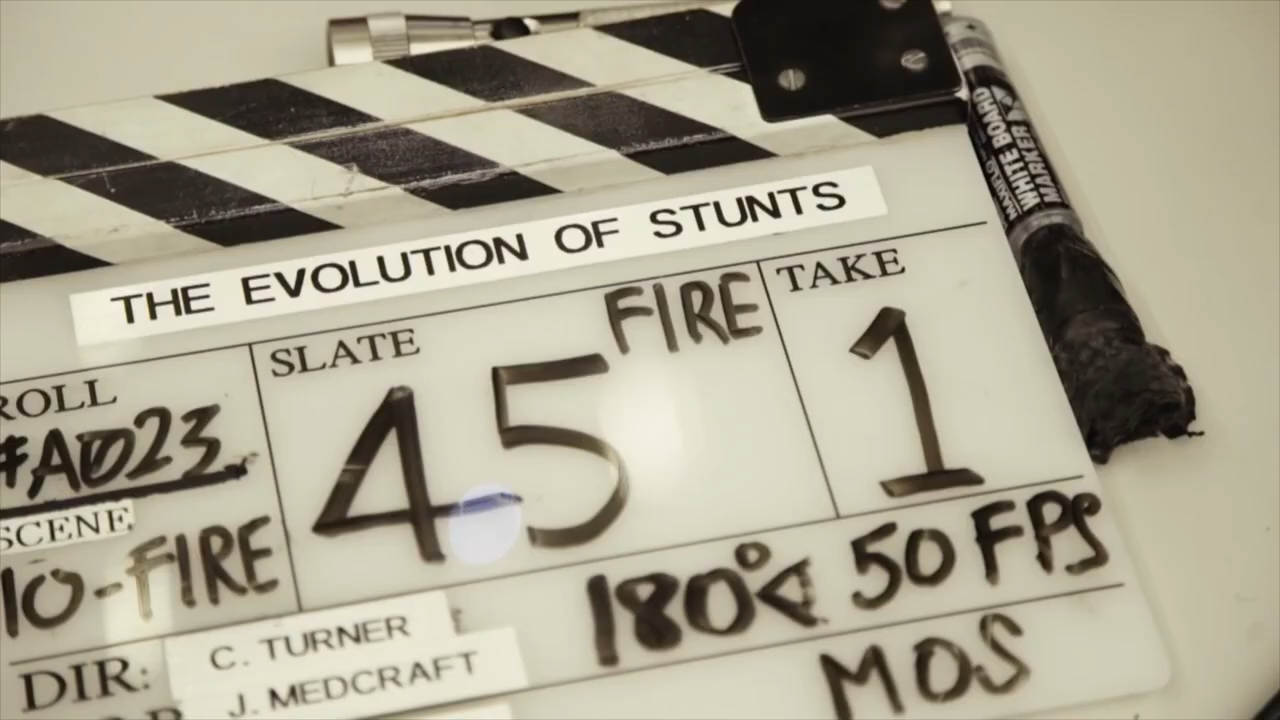 THE EVOLUTION OF STUNTS
ROLL
#A023
SLATE
45 FIRE
TAKE
1
SCENE
10-FIRE
180° 50 FPS
DIR: C. TURNER
J. MEDCRAFT
MOS
WHITE BOARD
MARKER